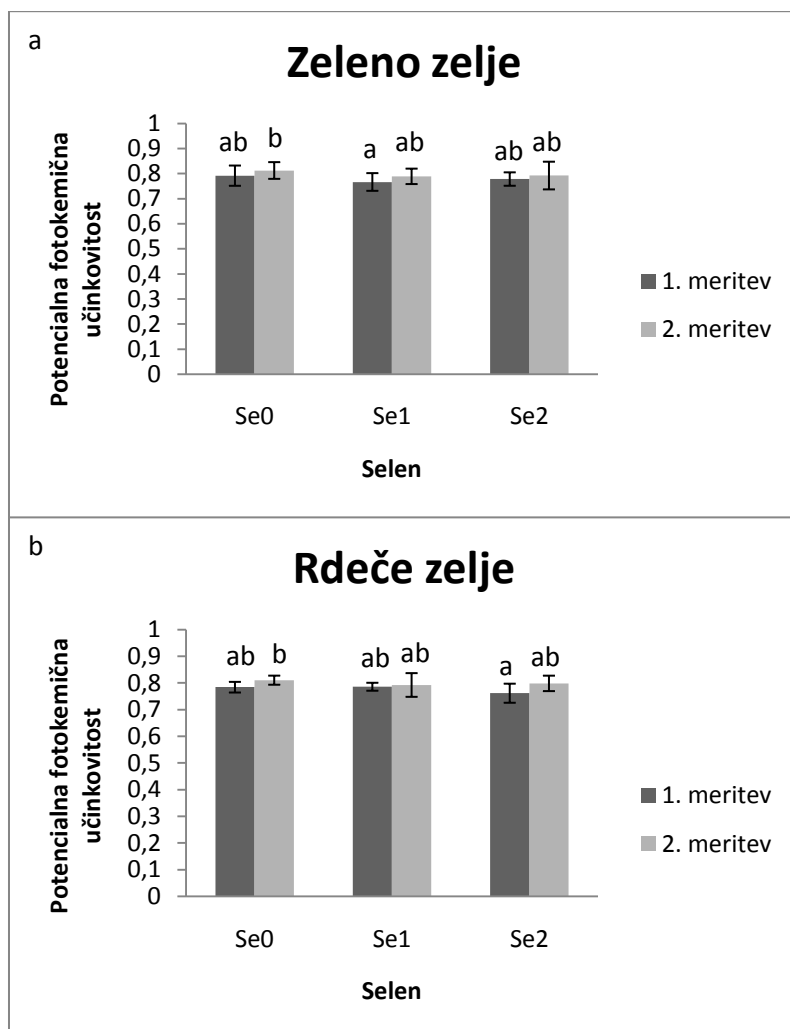 a
Zeleno zelje
Potencialna fotokemična
učinkovitost
1
0,9
0,8
0,7
0,6
0,5
0,4
0,3
0,2
0,1
0
ab b a ab ab ab
Se0 Se1 Se2
Selen
1. meritev
2. meritev
b
Rdeče zelje
Potencialna fotokemična
učinkovitost
1
0,9
0,8
0,7
0,6
0,5
0,4
0,3
0,2
0,1
0
ab b ab ab a ab
Se0 Se1 Se2
Selen
1. meritev
2. meritev